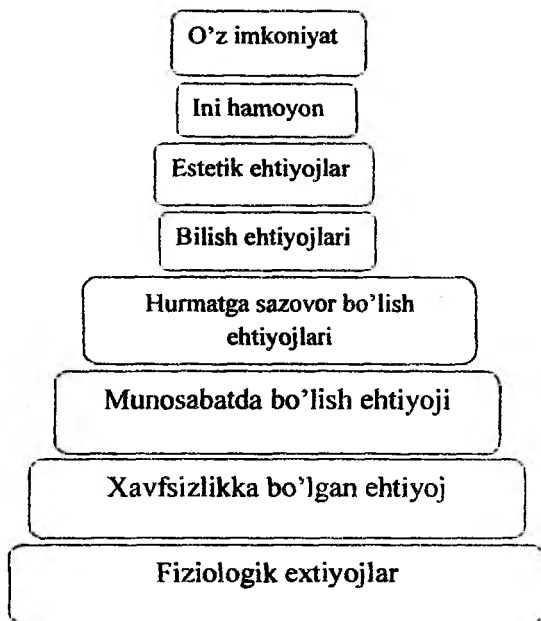 O’z imkoniyat
Ini hamoyon
Estetik ehtiyojlar
Bilish ehtiyojlari
Hurmatga sazovor bo’lish
ehtiyojlari
Munosabatda bo’lish ehtiyoji
Xavfsizlikka bo’lgan ehtiyoj
Fiziologik extiyojlar